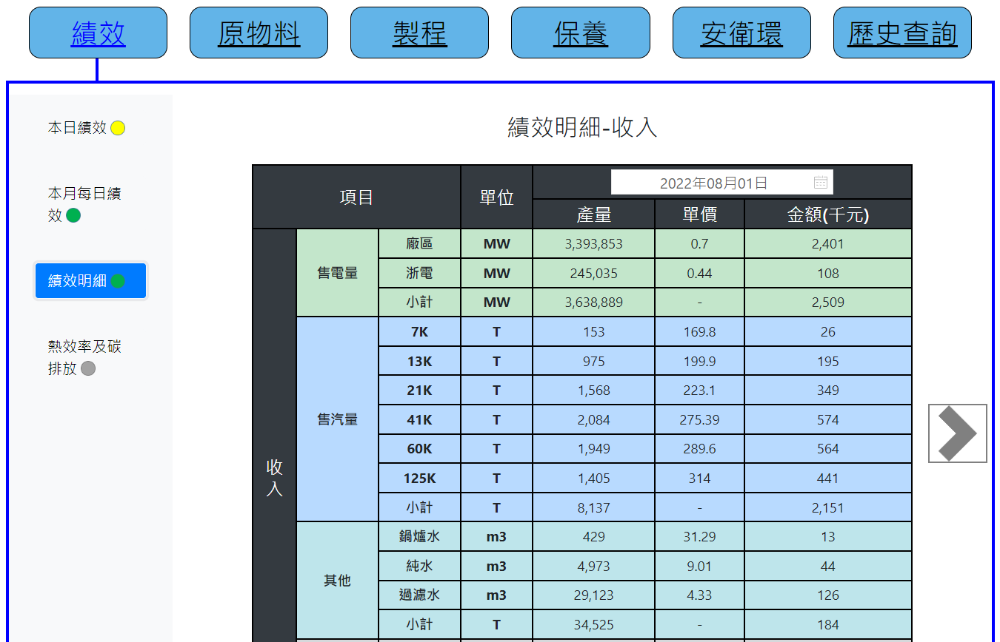 績效 原物料 製程 保養 安衛環 歷史查詢
本日績效
本月每日績
效
績效明細
熱效率及碳
排放
績效明細-收入
項目 單位 2022年08月01日
產量 單價 金額(千元)
收
入
售電量
廠區 MW 3,393,853 0.7 2,401
浙電 MW 245,035 0.44 108
小計 MW 3,638,889 - 2,509
售汽量
7K T 153 169.8 26
13K T 975 199.9 195
21K T 1,568 223.1 349
41K T 2,084 275.39 574
60K T 1,949 289.6 564
125K T 1,405 314 441
小計 T 8,137 - 2,151
其他
鍋爐水 m3 429 31.29 13
純水 m3 4,973 9.01 44
過濾水 m3 29,123 4.33 126
小計 T 34,525 - 184